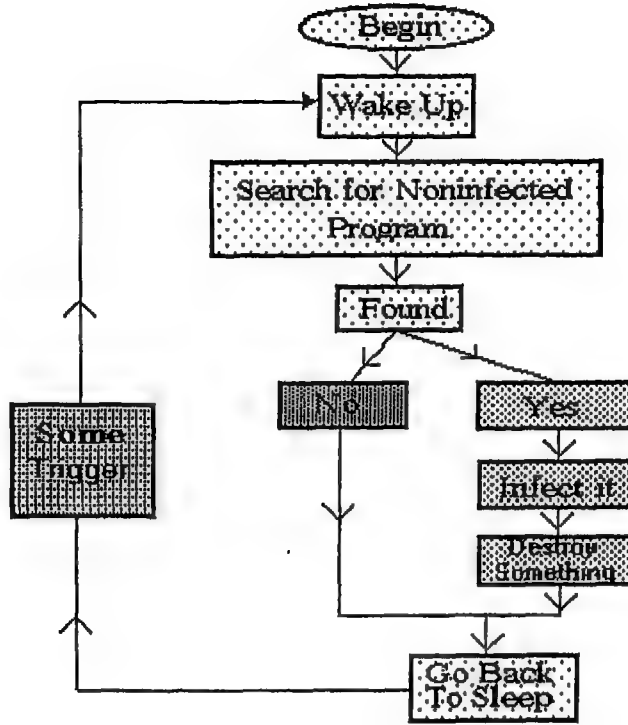 Begin
Wake Up
Search for Noninfected
Program
Found
No
Yes
Some
Trigger
Infect it
Destroy
Something
Go Back
To Sleep